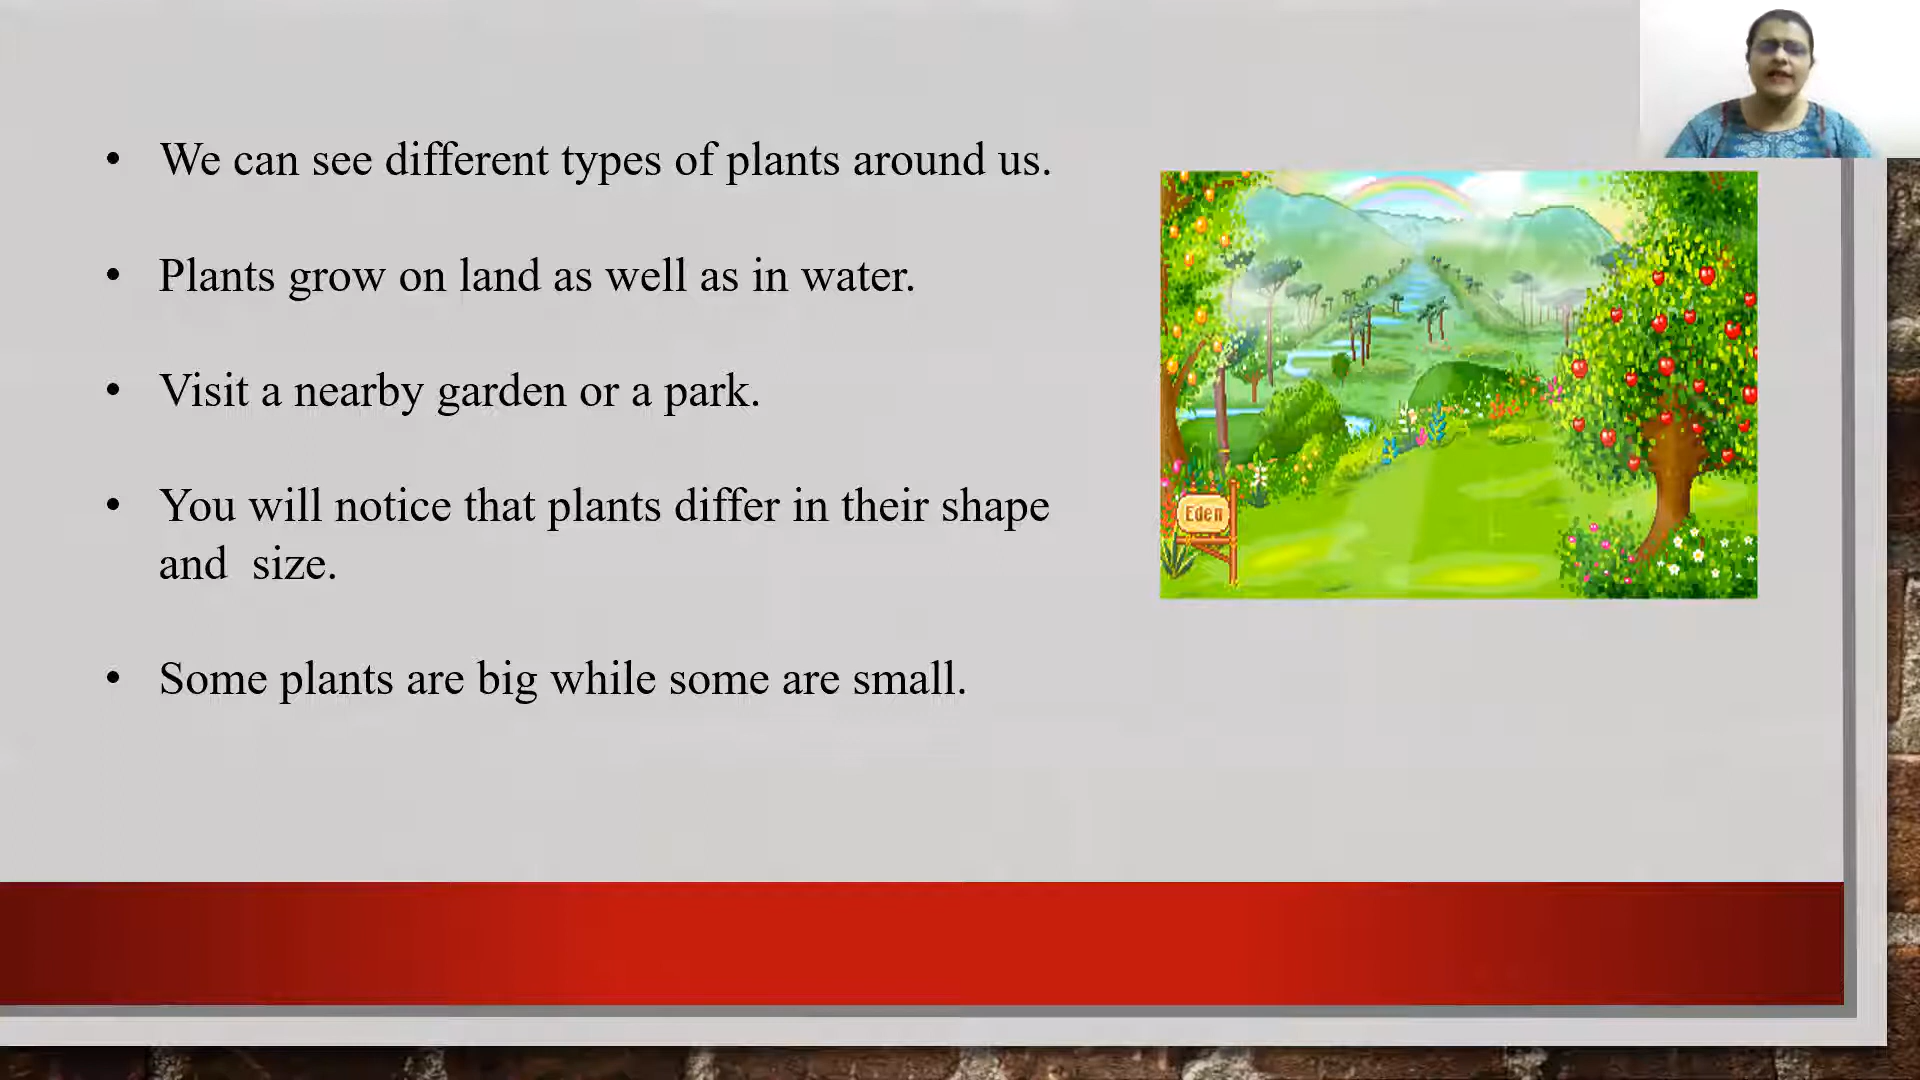 • We can see different types of plants around us.
• Plants grow on land as well as in water.
• Visit a nearby garden or a park.
• You will notice that plants differ in their shape
and  size.
• Some plants are big while some are small.
Eden